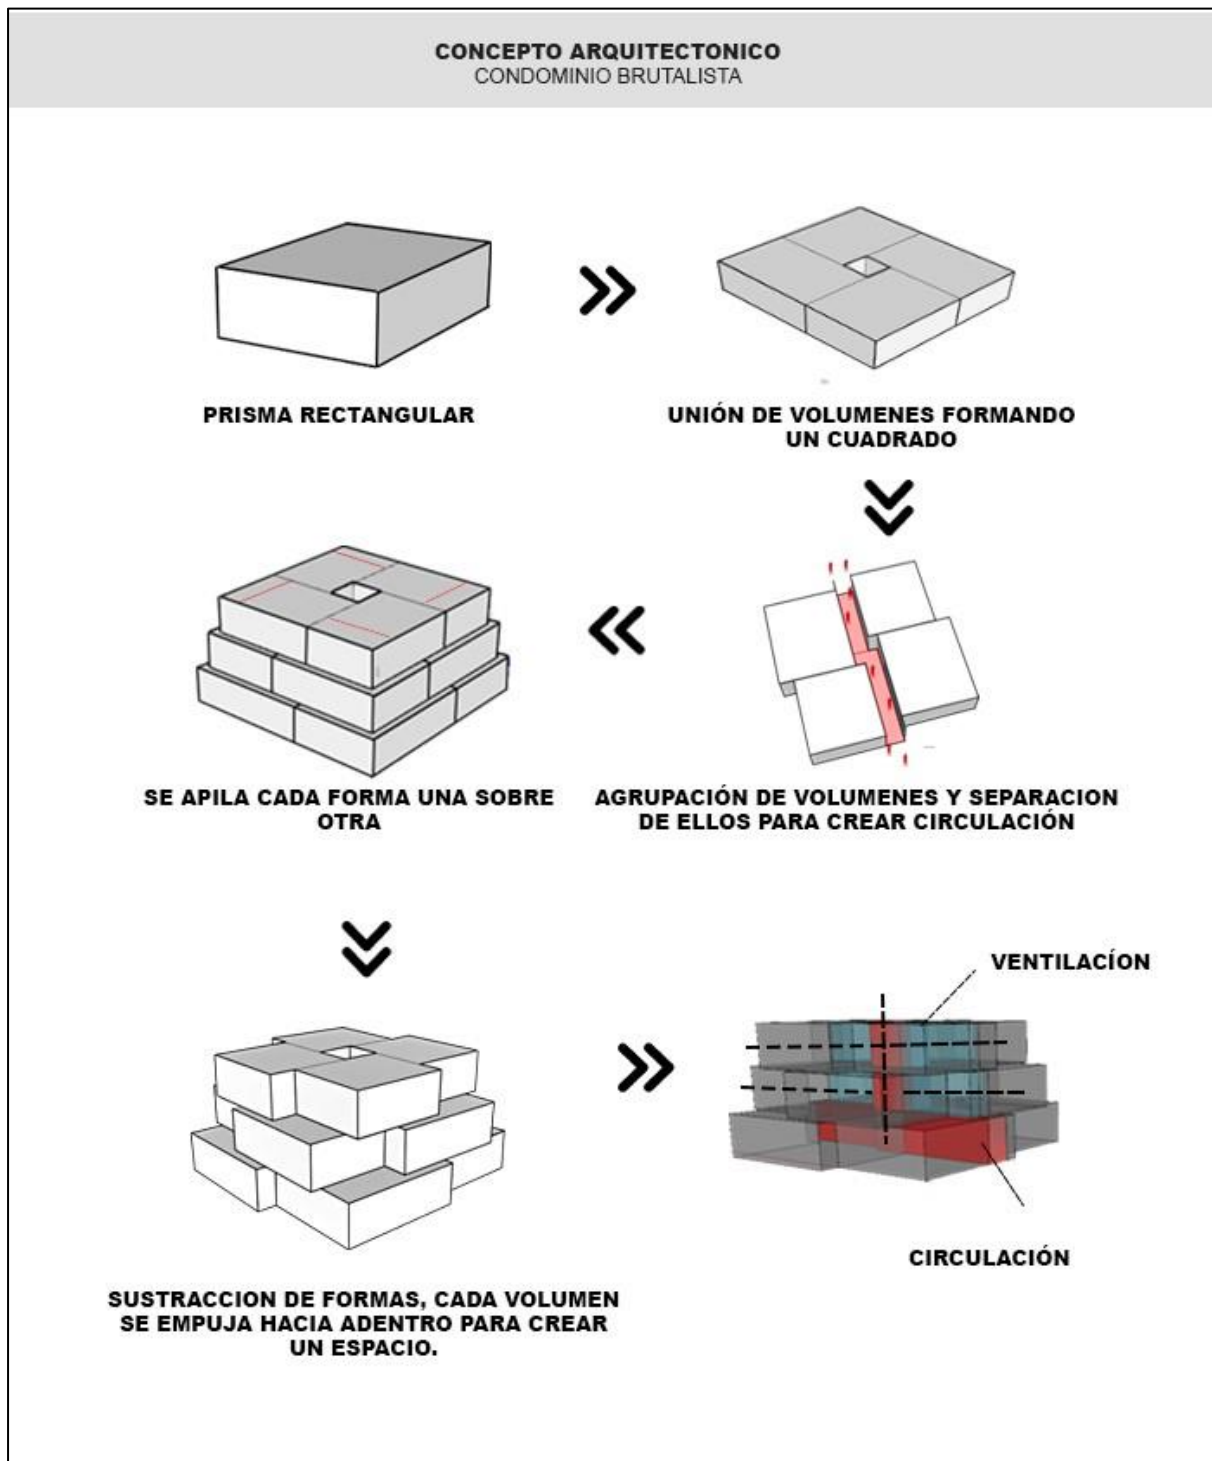 CONCEPTO ARQUITECTONICO
CONDOMINIO BRUTALISTA
PRISMA RECTANGULAR
UNIÓN DE VOLUMENES FORMANDO
UN CUADRADO
AGRUPACIÓN DE VOLUMENES Y SEPARACION
DE ELLOS PARA CREAR CIRCULACIÓN
SE APILA CADA FORMA UNA SOBRE
OTRA
SUSTRACCION DE FORMAS, CADA VOLUMEN
SE EMPUJA HACIA ADENTRO PARA CREAR
UN ESPACIO.
VENTILACÍON
CIRCULACIÓN